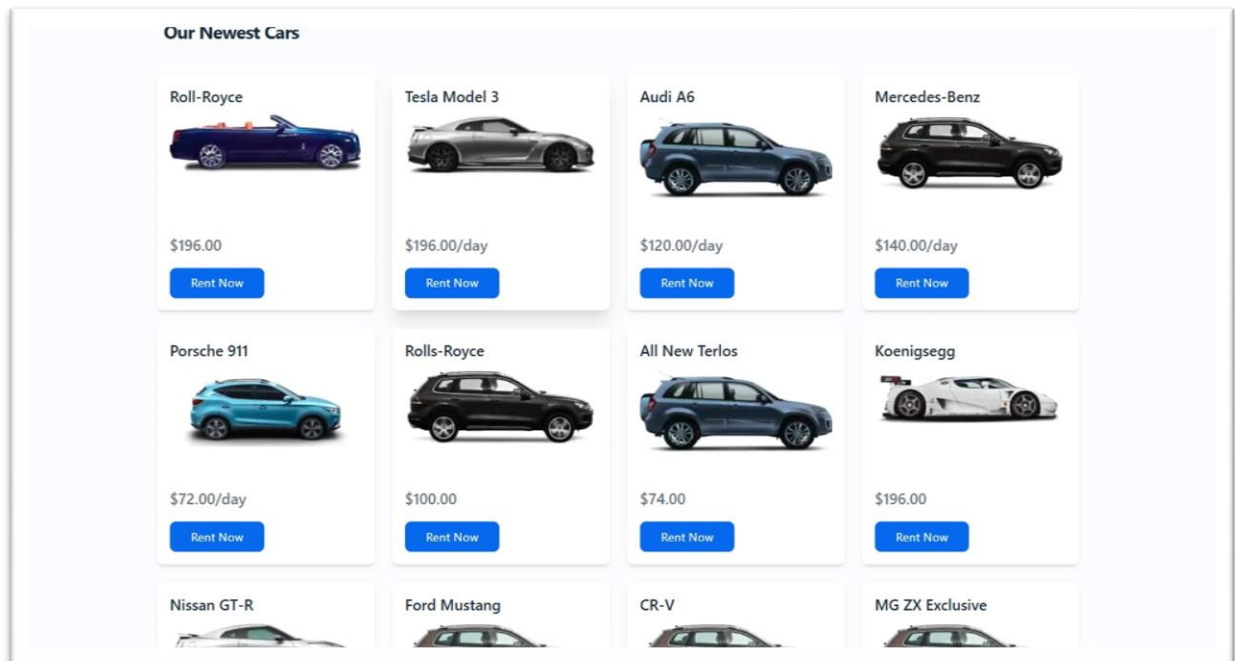 Our Newest Cars
Roll-Royce
Tesla Model 3
Audi A6
Mercedes-Benz
$196.00
$196.00/day
$120.00/day
$140.00/day
Rent Now
Rent Now
Rent Now
Rent Now
Porsche 911
Rolls-Royce
All New Terlos
Koenigsegg
$72.00/day
$100.00
$74.00
$196.00
Rent Now
Rent Now
Rent Now
Rent Now
Nissan GT-R
Ford Mustang
CR-V
MG ZX Exclusive